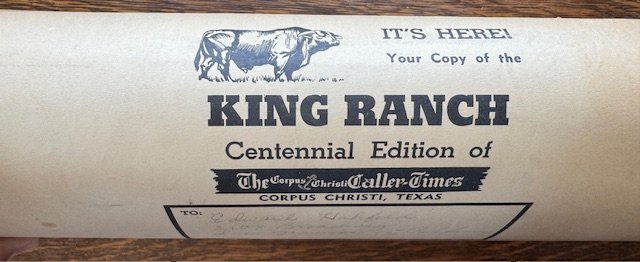 IT'S HERE!
Your Copy of the
KING RANCH
Centennial Edition of
The Corpus Christi Caller-Times
CORPUS CHRISTI, TEXAS
TO: Edward